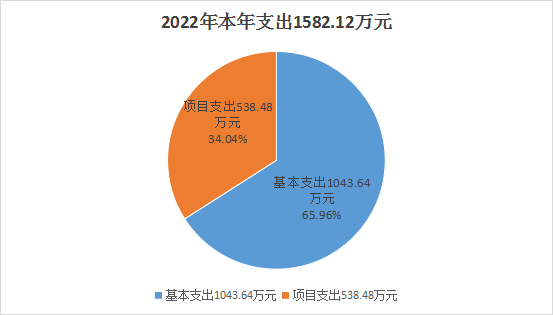 2022年本年支出1582.12万元
项目支出538.48
万元
34.04%
基本支出1043.64
万元
65.96%
基本支出1043.64万元 项目支出538.48万元